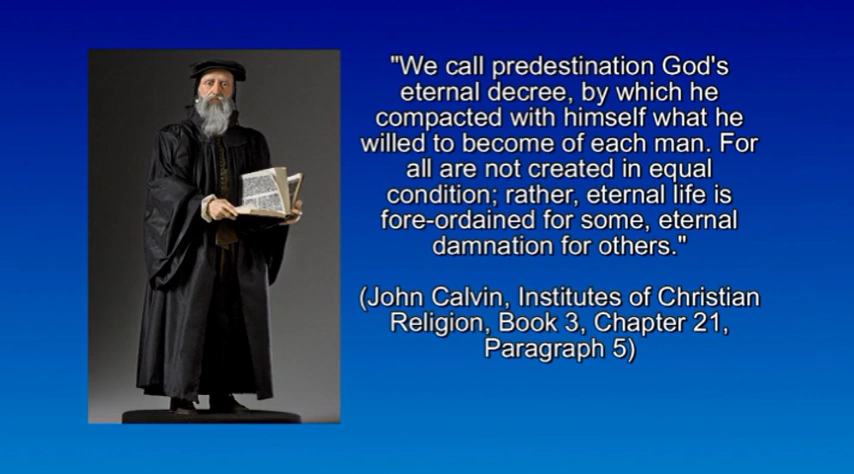 "We call predestination God's
eternal decree, by which he
compacted with himself what he
willed to become of each man. For
all are not created in equal
condition; rather, eternal life is
fore-ordained for some, eternal
damnation for others."
(John Calvin, Institutes of Christian
Religion, Book 3, Chapter 21,
Paragraph 5)